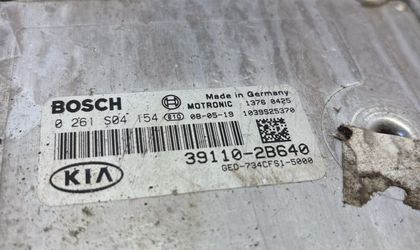 BOSCH
Made in Germany
MOTRONIC 1376 0425
0 261 S04 154 B10 08-05-19 1039S25370
39110-2B640
GED-734CFS1-5000
KIA